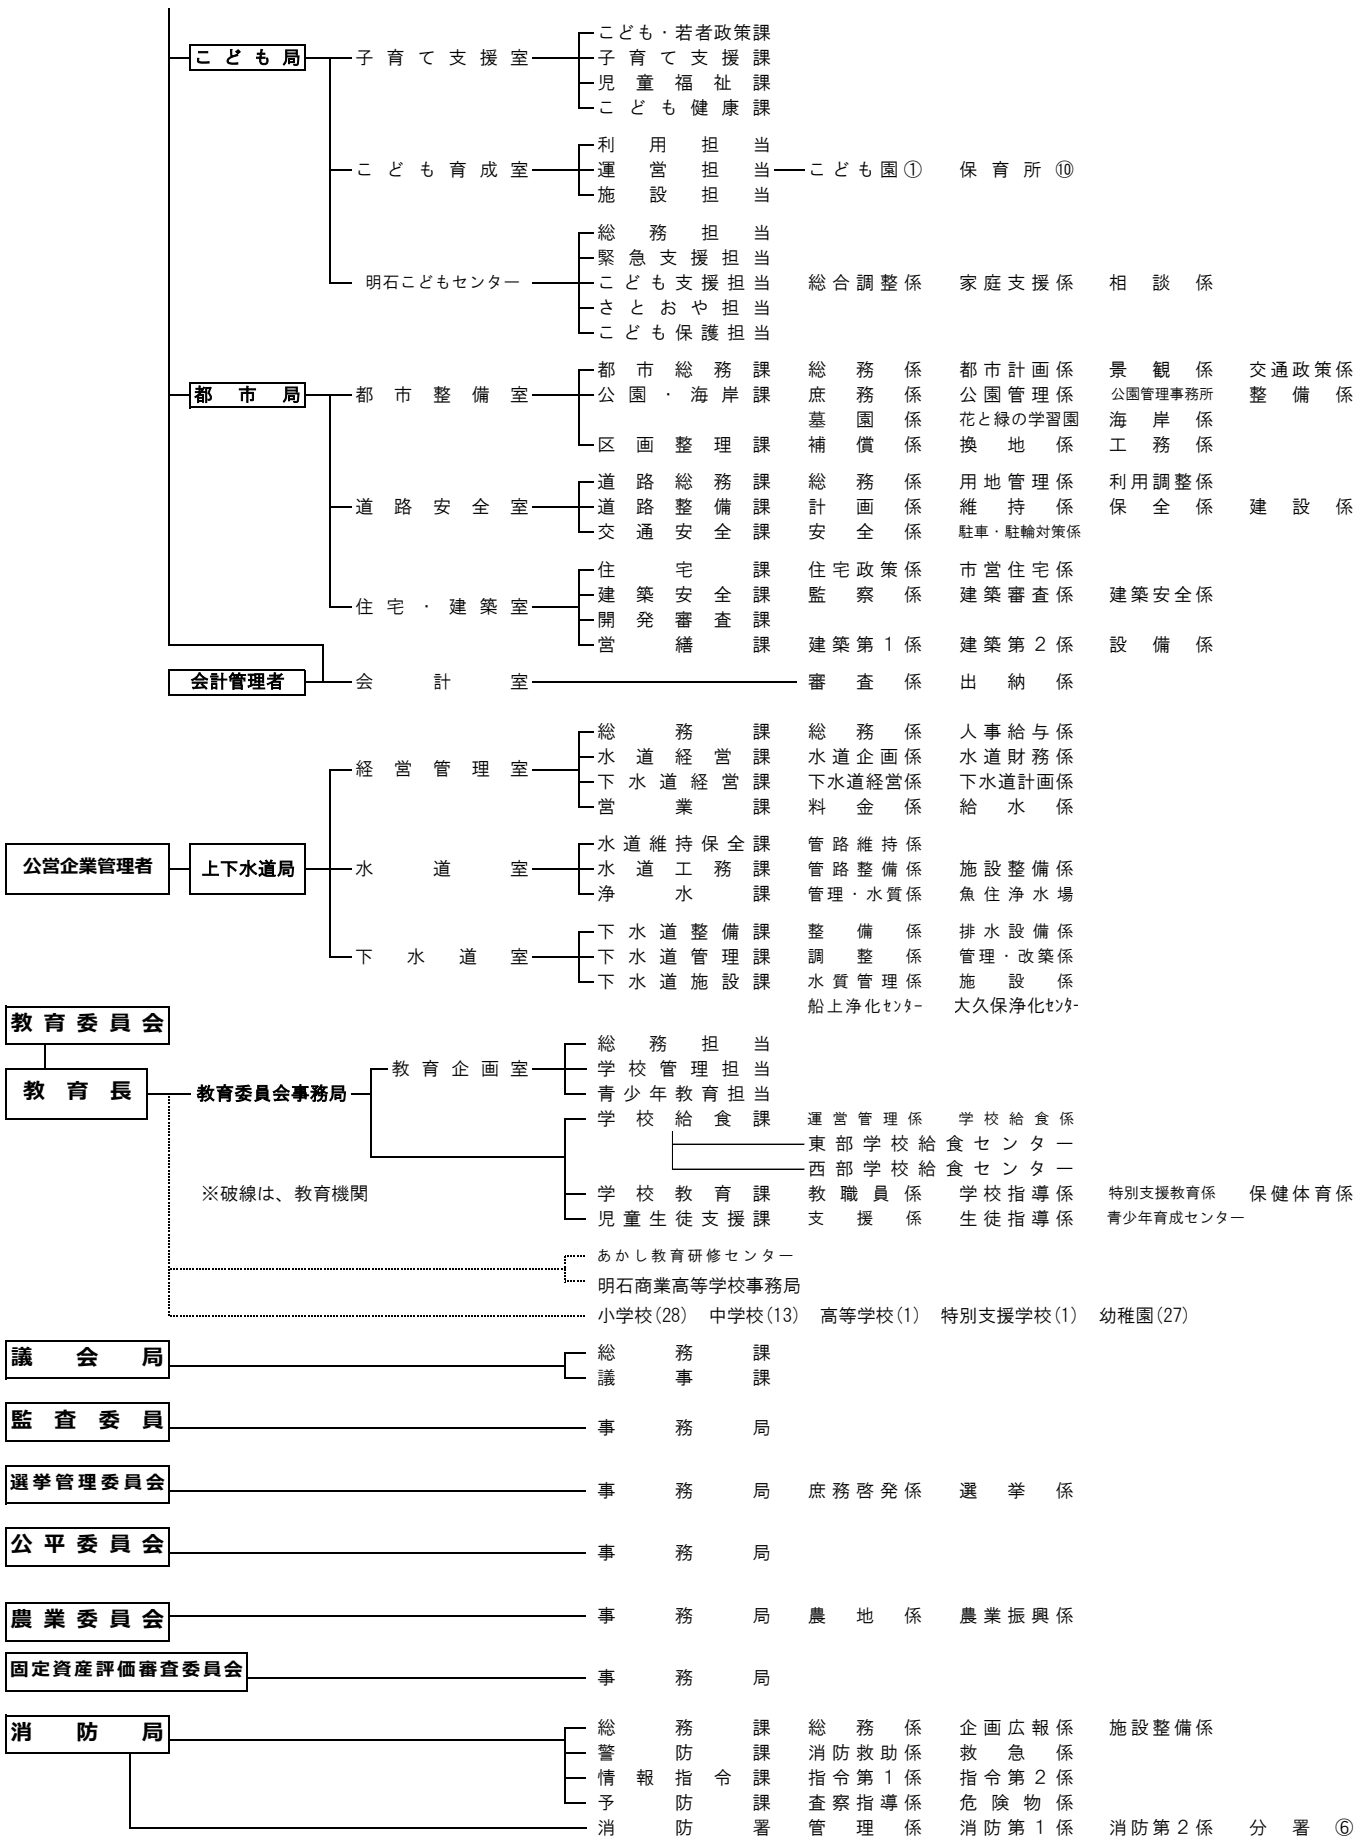 こども・若者政策課
こども局 子育て支援室 子育て支援課
児童福祉課
こども健康課
利用担当
こども育成室 運営担当 こども園① 保育所⑩
施設担当
総務担当
緊急支援担当
明石こどもセンター こども支援担当 総合調整係 家庭支援係 相談係
さとおや担当
こども保護担当
都市総務課 総務係 都市計画係 景観係 交通政策係
都市局 都市整備室 公園・海岸課 庶務係 公園管理係 公園管理事務所 整備係
墓園係 花と緑の学習園 海岸係
区画整理課 補償係 換地係 工務係
道路総務課 総務係 用地管理係 利用調整係
道路安全室 道路整備課 計画係 維持係 保全係 建設係
交通安全課 安全係 駐車・駐輪対策係
住宅課 住宅政策係 市営住宅係
住宅・建築室 建築安全課 監察係 建築審査係 建築安全係
開発審査課
営繕課 建築第1係 建築第2係 設備係
会計管理者 会計室 審査係 出納係
総務課 総務係 人事給与係
経営管理室 水道経営課 水道企画係 水道財務係
下水道経営課 下水道経営係 下水道計画係
営業課 料金係 給水係
水道維持保全課 管路維持係
公営企業管理者 上下水道局 水道室 水道工務課 管路整備係 施設整備係
浄水課 管理・水質係 魚住浄水場
下水道整備課 整備係 排水設備係
下水道室 下水道管理課 調整係 管理・改築係
下水道施設課 水質管理係 施設係
船上浄化センター 大久保浄化センター
教育委員会
総務担当
教育企画室 学校管理担当
教育長 教育委員会事務局 青少年教育担当
学校給食課 運営管理係 学校給食係
東部学校給食センター
西部学校給食センター
※破線は、教育機関 学校教育課 教職員係 学校指導係 特別支援教育係 保健体育係
児童生徒支援課 支援係 生徒指導係 青少年育成センター
あかし教育研修センター
明石商業高等学校事務局
小学校(28) 中学校(13) 高等学校(1) 特別支援学校(1) 幼稚園(27)
議会局 総務課
議事課
監査委員 事務局
選挙管理委員会 事務局 庶務啓発係 選挙係
公平委員会 事務局
農業委員会 事務局 農地係 農業振興係
固定資産評価審査委員会 事務局
消防局 総務課 総務係 企画広報係 施設整備係
警防課 消防救助係 救急係
情報指令課 指令第1係 指令第2係
予防課 査察指導係 危険物係
消防署 管理係 消防第1係 消防第2係 分署⑥